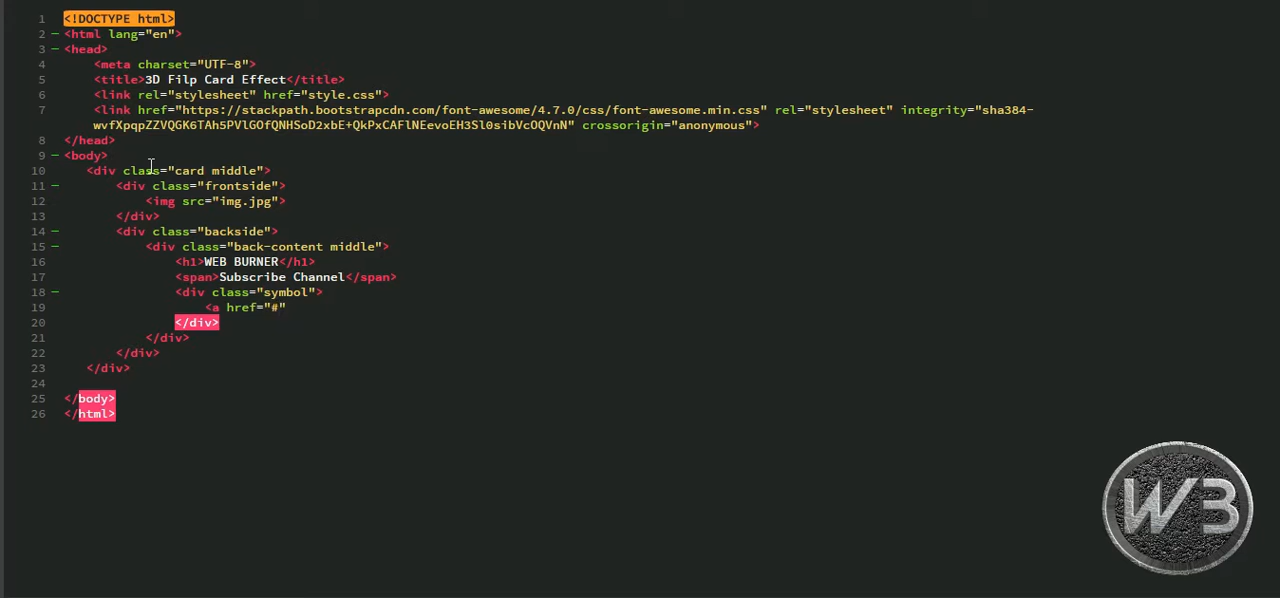 1 <!DOCTYPE html>
2 <html lang="en">
3 <head>
4 <meta charset="UTF-8">
5 <title>3D Filp Card Effect</title>
6 <link rel="stylesheet" href="style.css">
7 <link href="https://stackpath.bootstrapcdn.com/font-awesome/4.7.0/css/font-awesome.min.css" rel="stylesheet" integrity="sha384-
wvfXpqpZZVQGK6TAh5PVlGOfQNHSoD2xbE+QkPxCAFlNEevoEH3Sl0sibVcOQVnN" crossorigin="anonymous">
8 </head>
9 <body>
10 <div class="card middle">
11 <div class="frontside">
12 <img src="img.jpg">
13 </div>
14 <div class="backside">
15 <div class="back-content middle">
16 <h1>WEB BURNER</h1>
17 <span>Subscribe Channel</span>
18 <div class="symbol">
19 <a href="#"
20 </div>
21 </div>
22 </div>
23 </div>
24
25 </body>
26 </html>
WB